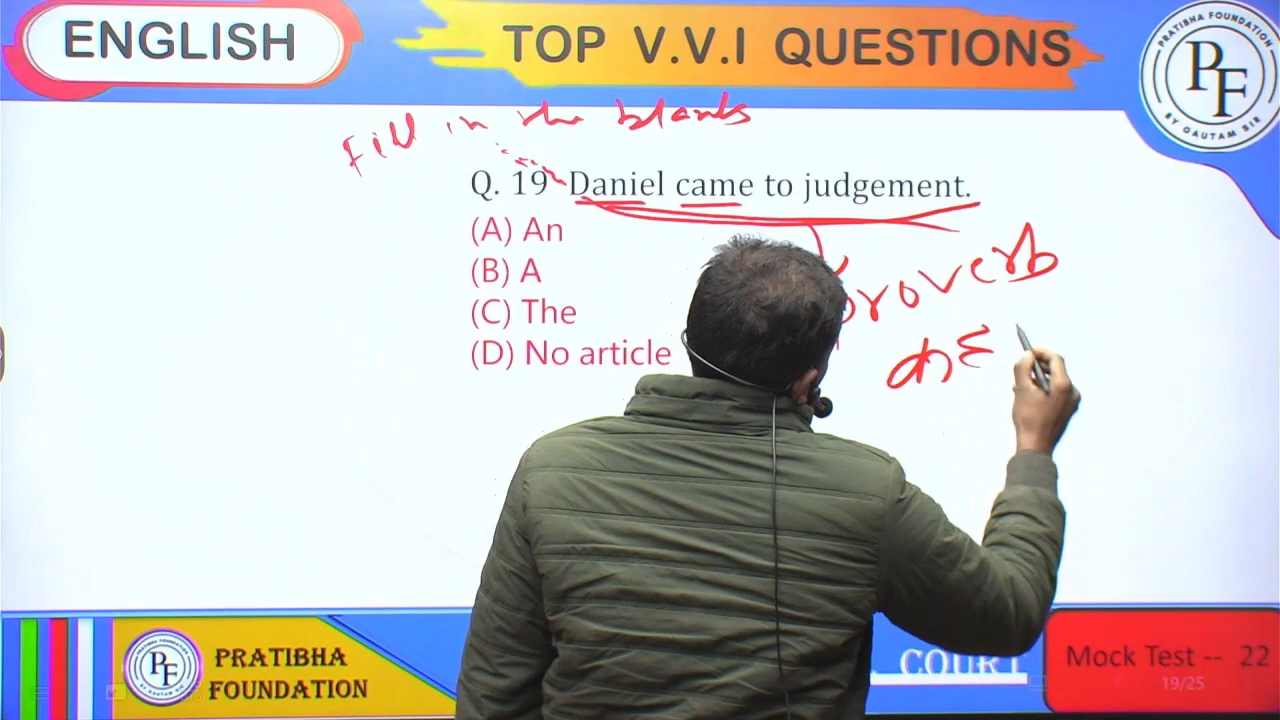 ENGLISH
TOP V.V.I QUESTIONS
PRATIBHA FOUNDATION
PF
BY GAUTAM SIR
Fill in the blanks
Q. 19 Daniel came to judgement.
(A) An
(B) A
(C) The
(D) No article
proverb
PRATIBHA
FOUNDATION
PF
COURT
Mock Test -- 22
19/25